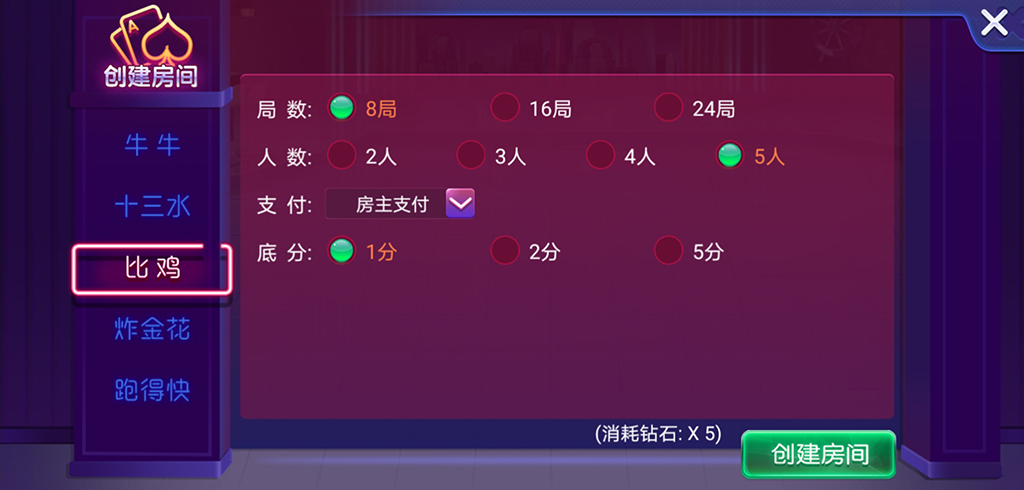 A
创建房间
牛牛
十三水
比鸡
炸金花
跑得快
局 数: 8局 16局 24局
人 数: 2人 3人 4人 5人
支 付: 房主支付
底 分: 1分 2分 5分
(消耗钻石: X 5)
创建房间